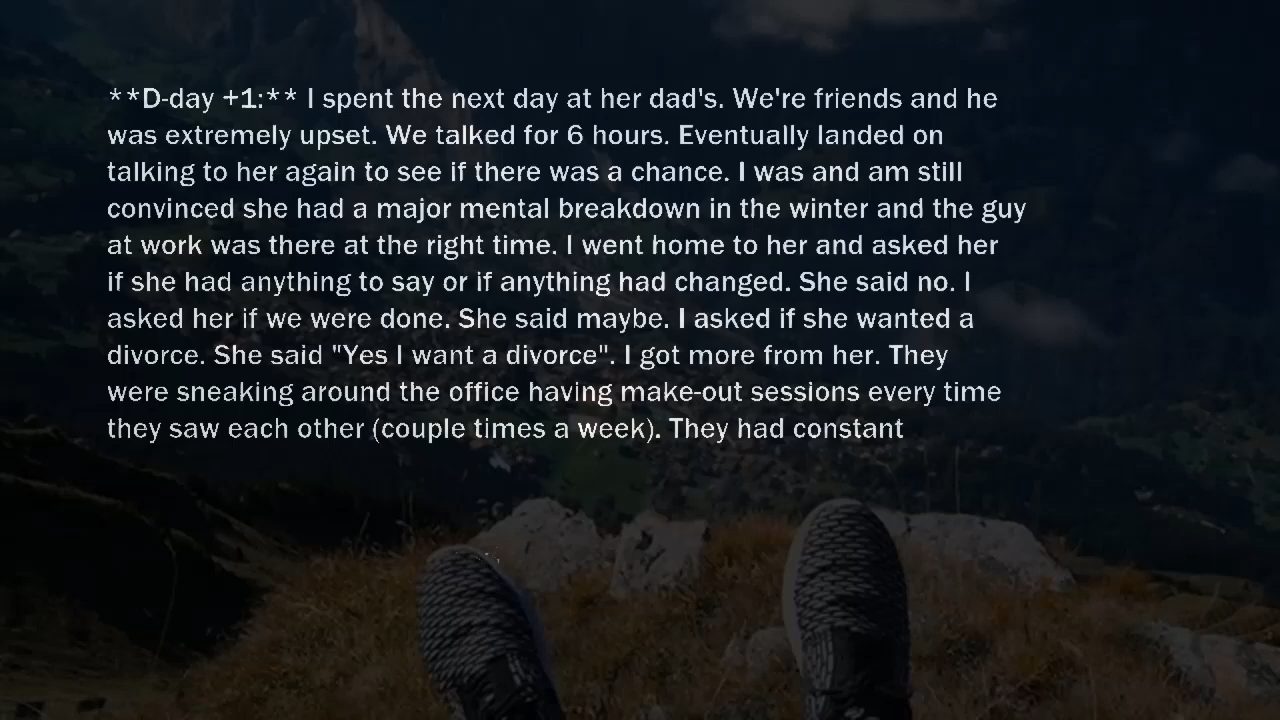 **D-day +1:** I spent the next day at her dad's. We're friends and he
was extremely upset. We talked for 6 hours. Eventually landed on
talking to her again to see if there was a chance. I was and am still
convinced she had a major mental breakdown in the winter and the guy
at work was there at the right time. I went home to her and asked her
if she had anything to say or if anything had changed. She said no. I
asked her if we were done. She said maybe. I asked if she wanted a
divorce. She said "Yes I want a divorce". I got more from her. They
were sneaking around the office having make-out sessions every time
they saw each other (couple times a week). They had constant